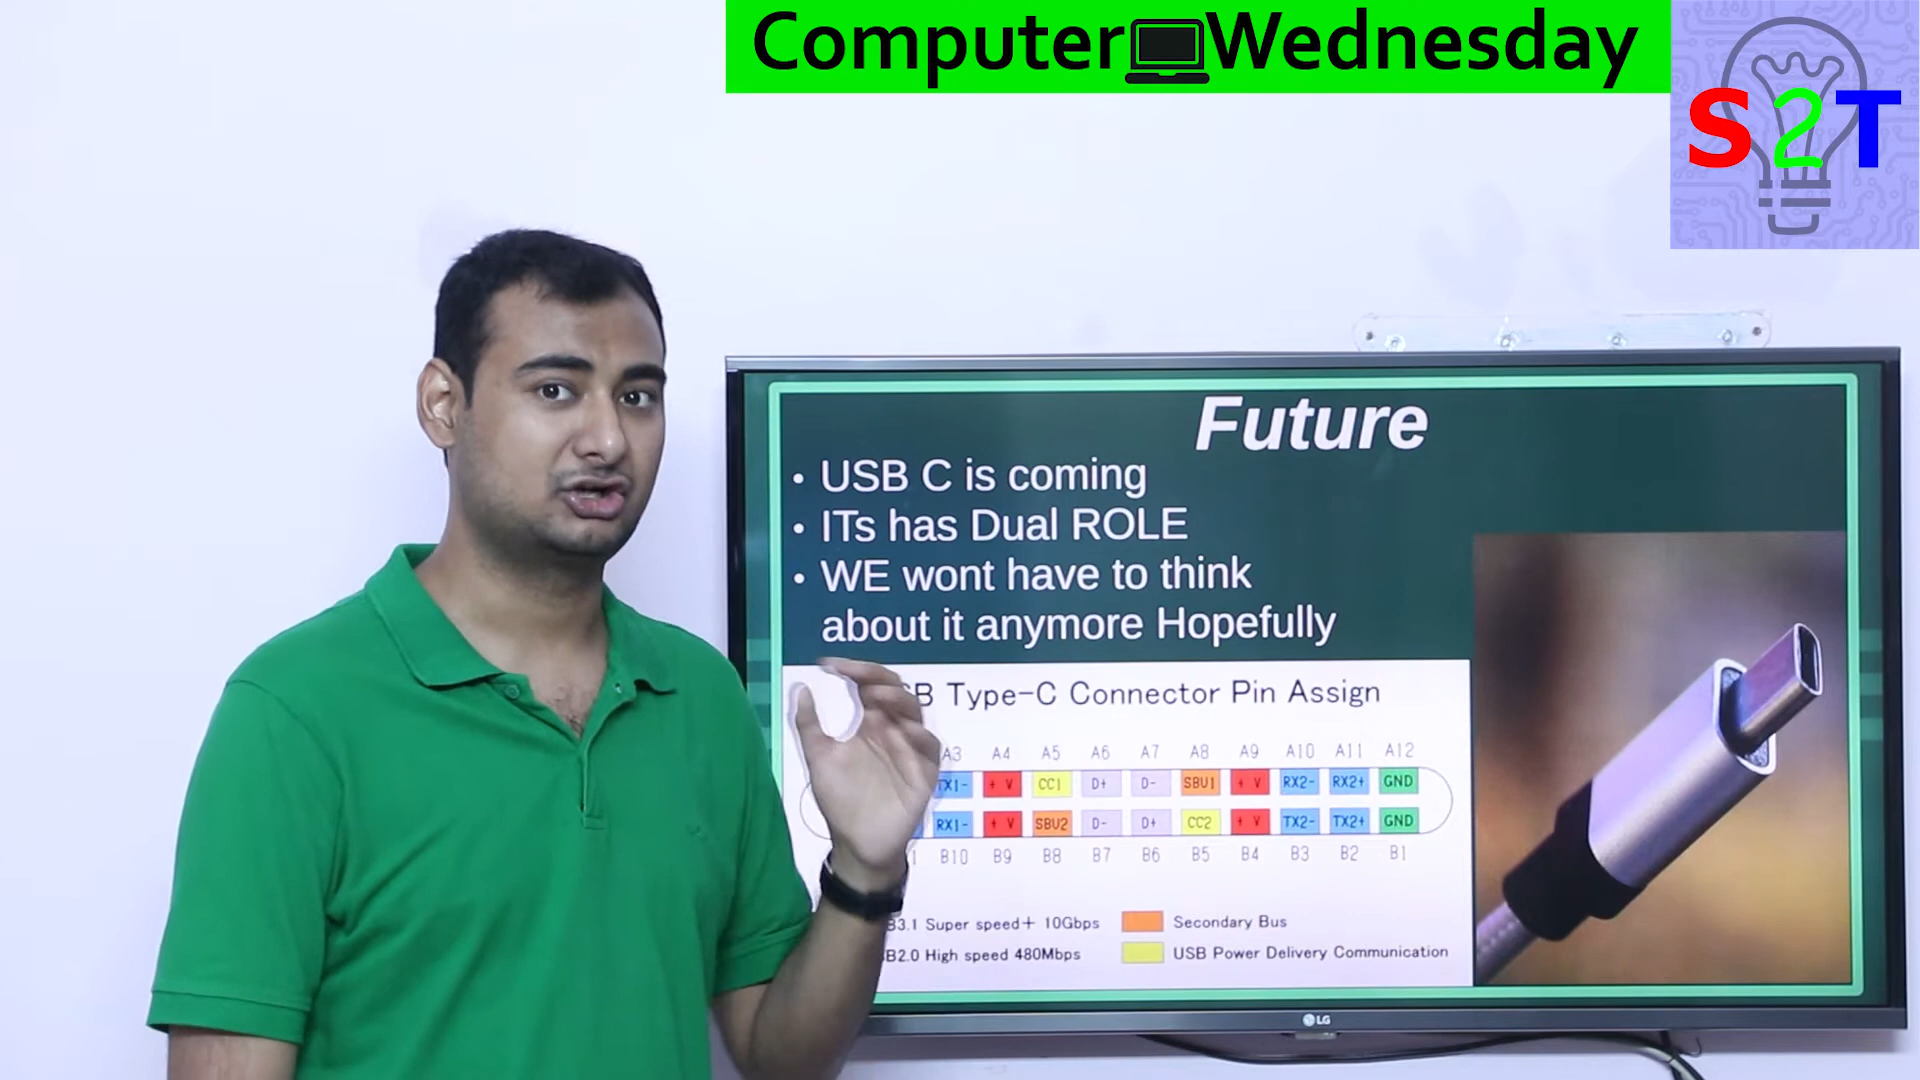 Computer Wednesday
S2T
Future
• USB C is coming
• ITs has Dual ROLE
• WE wont have to think
about it anymore Hopefully
Type-C Connector Pin Assign
A3 A4 A5 A6 A7 A8 A9 A10 A11 A12
TX1- + V CC1 D+ D- SBU1 + V RX2- RX2+ GND
RX1- + V SBU2 D- D+ CC2 + V TX2- TX2+ GND
B10 B9 B8 B7 B6 B5 B4 B3 B2 B1
B3.1 Super speed+ 10Gbps Secondary Bus
B2.0 High speed 480Mbps USB Power Delivery Communication
LG